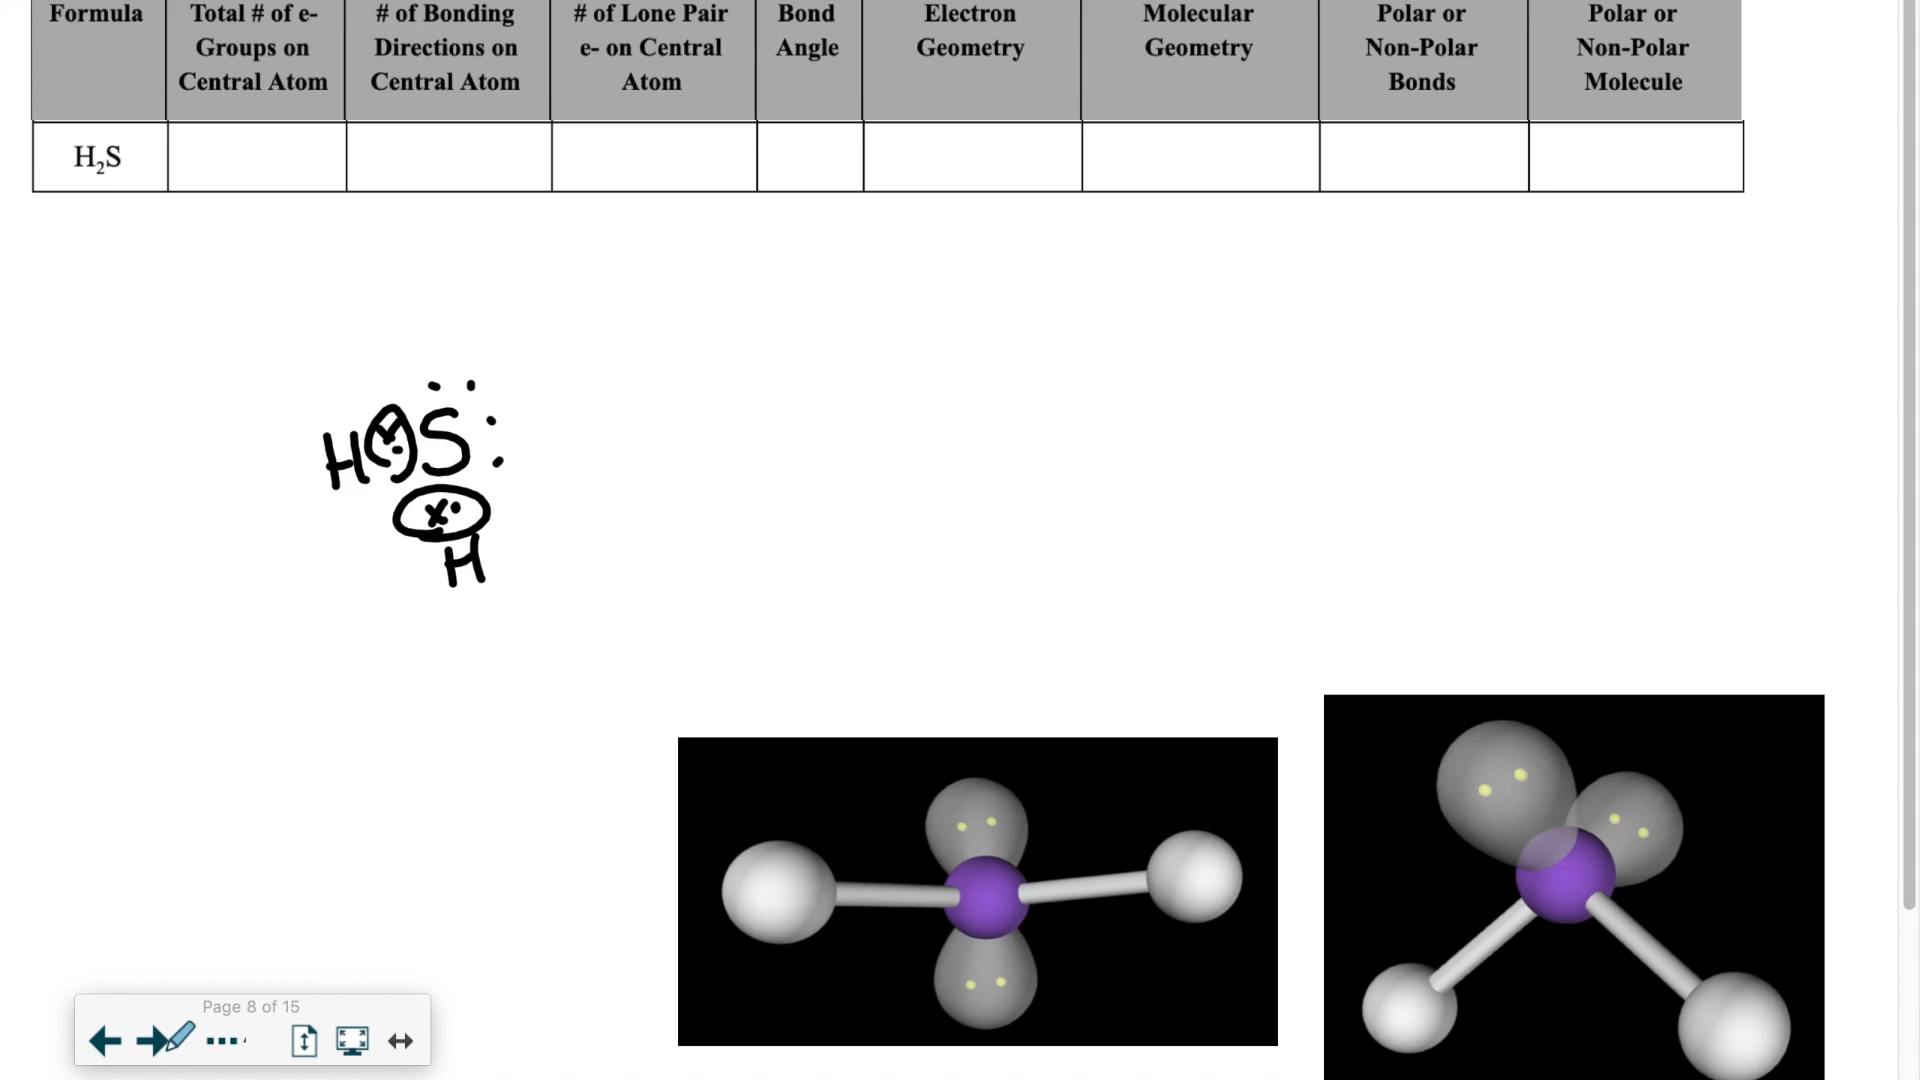 Formula
Total # of e-
Groups on
Central Atom
# of Bonding
Directions on
Central Atom
# of Lone Pair
e- on Central
Atom
Bond
Angle
Electron
Geometry
Molecular
Geometry
Polar or
Non-Polar
Bonds
Polar or
Non-Polar
Molecule
H₂S
H S
H
Page 8 of 15